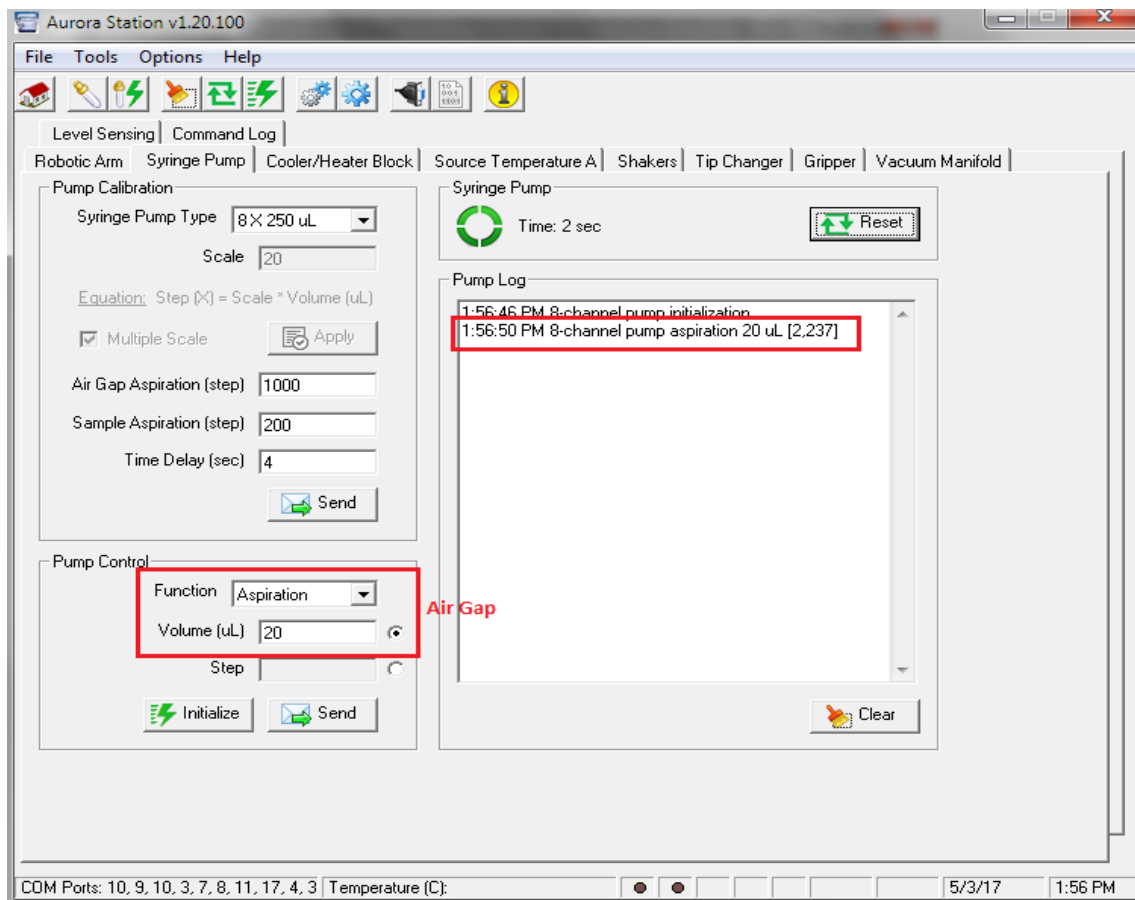 Aurora Station v1.20.100
File Tools Options Help
Level Sensing Command Log
Robotic Arm Syringe Pump Cooler/Heater Block Source Temperature A Shakers Tip Changer Gripper Vacuum Manifold
Pump Calibration
Syringe Pump Type 8 X 250 uL
Scale 20
Equation: Step (X) = Scale * Volume (uL)
Multiple Scale Apply
Air Gap Aspiration (step) 1000
Sample Aspiration (step) 200
Time Delay (sec) 4
Send
Pump Control
Function Aspiration
Volume (uL) 20
Air Gap
Step
Initialize Send
Syringe Pump
Time: 2 sec Reset
Pump Log
1:56:46 PM 8-channel pump initialization
1:56:50 PM 8-channel pump aspiration 20 uL [2,237]
Clear
COM Ports: 10, 9, 10, 3, 7, 8, 11, 17, 4, 3 Temperature (C): 5/3/17 1:56 PM